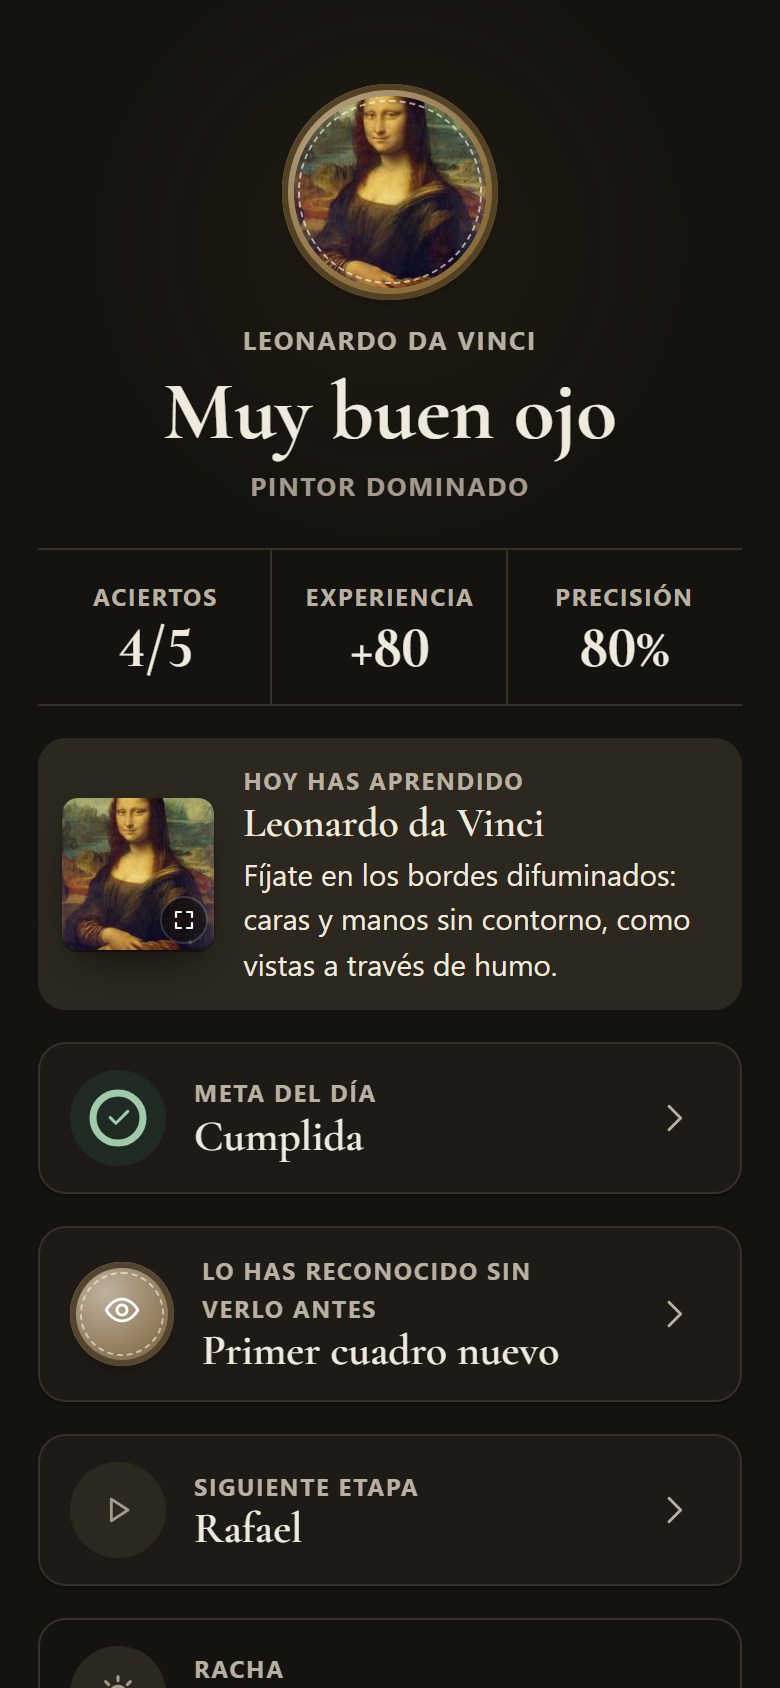 LEONARDO DA VINCI
Muy buen ojo
PINTOR DOMINADO
ACIERTOS
4/5
EXPERIENCIA
+80
PRECISIÓN
80%
HOY HAS APRENDIDO
Leonardo da Vinci
Fíjate en los bordes difuminados:
caras y manos sin contorno, como
vistas a través de humo.
META DEL DÍA
Cumplida
LO HAS RECONOCIDO SIN
VERLO ANTES
Primer cuadro nuevo
SIGUIENTE ETAPA
Rafael
RACHA